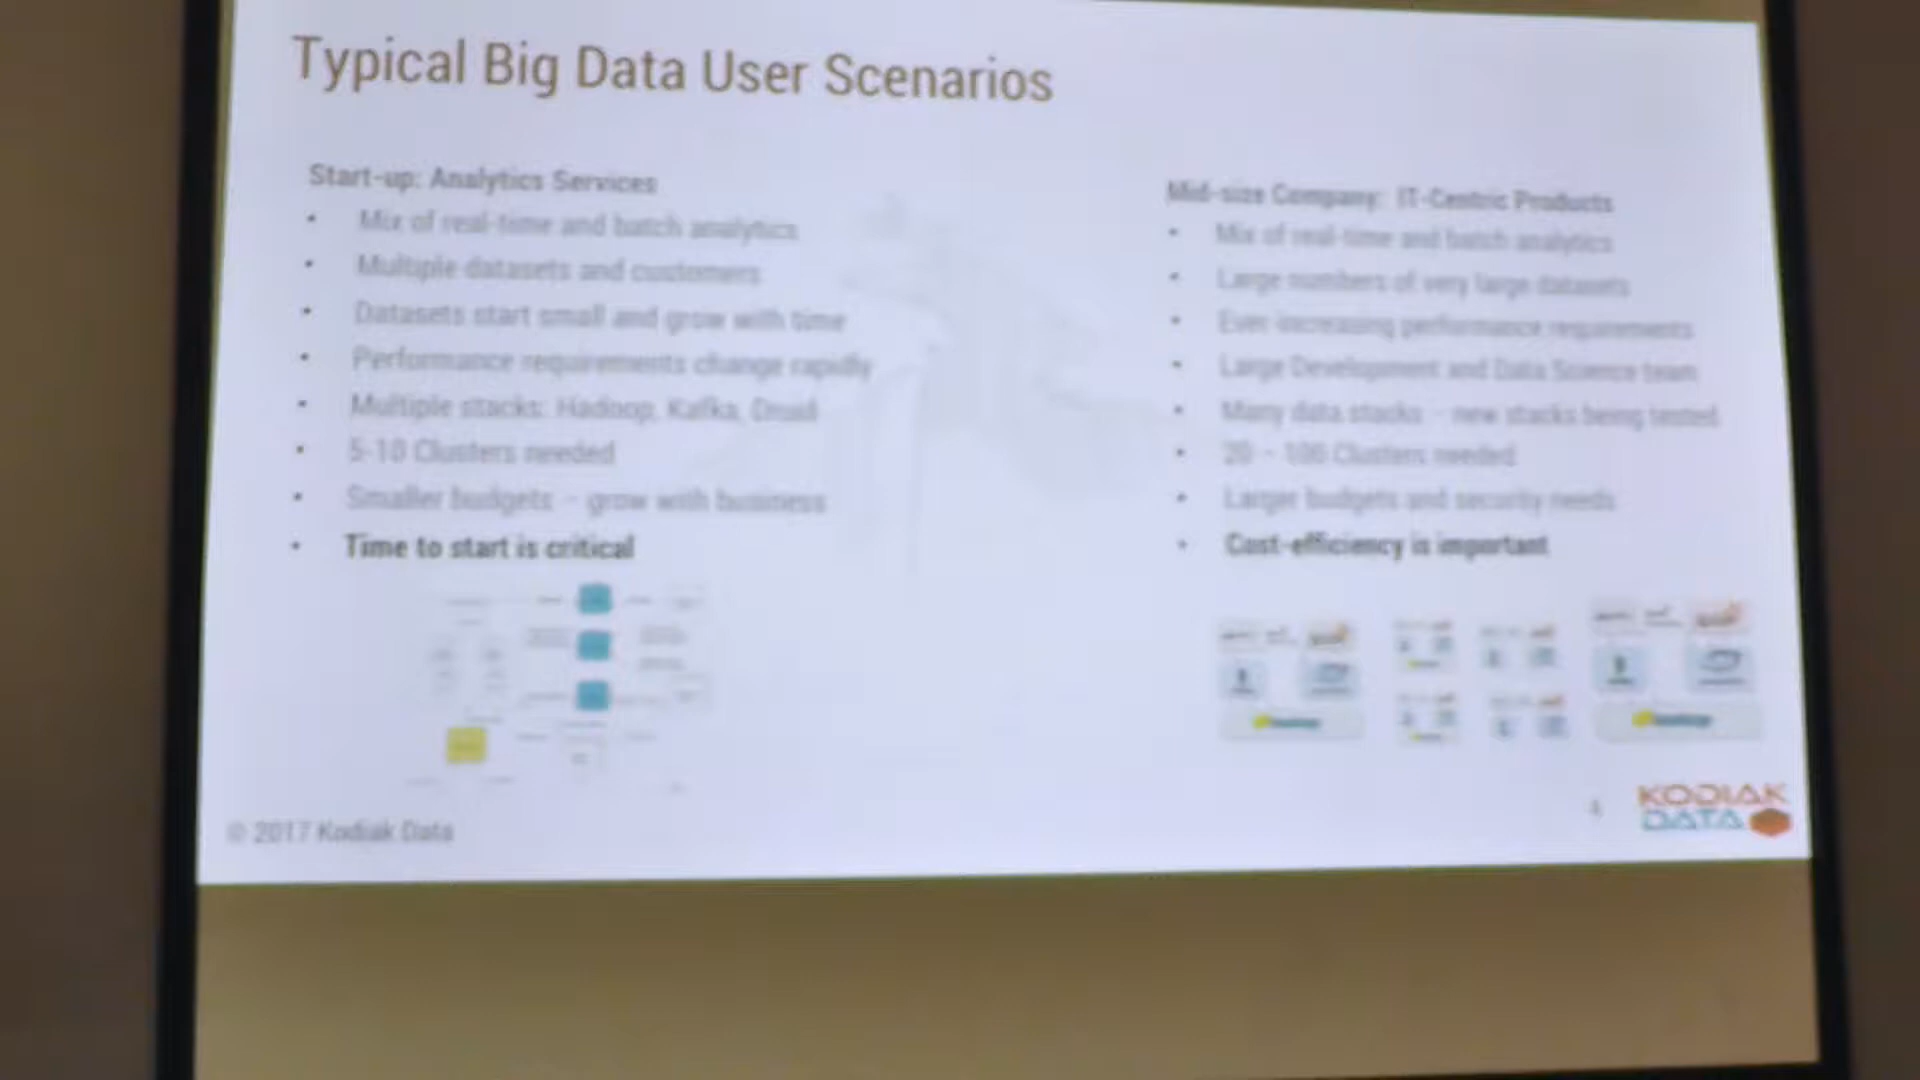 Typical Big Data User Scenarios
Start-up: Analytics Services
• Mix of real-time and batch analytics
• Multiple datasets and customers
• Datasets start small and grow with time
• Performance requirements change rapidly
• Multiple stacks: Hadoop, Kafka, Druid
• 5-10 Clusters needed
• Smaller budgets - grow with business
• Time to start is critical
Mid-size Company: IT-Centric Products
• Mix of real-time and batch analytics
• Large numbers of very large datasets
• Ever-increasing performance requirements
• Large Development and Data Science team
• Many data stacks - new stacks being tested
• 20 - 100 Clusters needed
• Larger budgets and security needs
• Cost-efficiency is important
© 2017 Kodiak Data
KODIAK
DATA